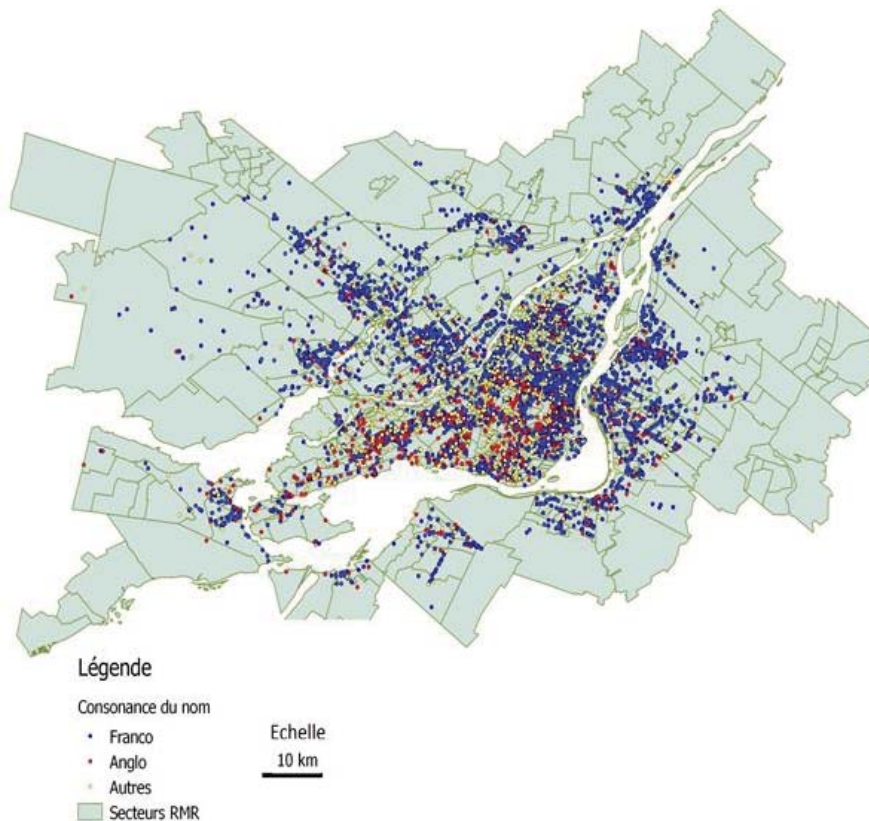 Légende
Consonance du nom
Franco
Anglo
Autres
Secteurs RMR
Echelle
10 km